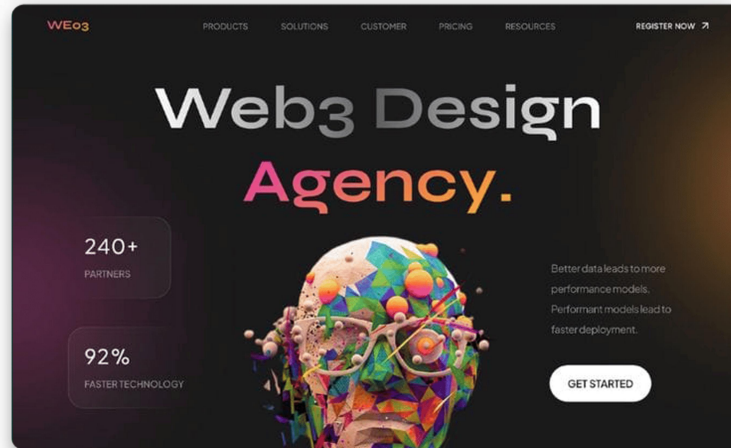 WE03
PRODUCTS
SOLUTIONS
CUSTOMER
PRICING
RESOURCES
REGISTER NOW
Web3 Design
Agency.
240+
PARTNERS
92%
FASTER TECHNOLOGY
Better data leads to more
performance models.
Performant models lead to
faster deployment.
GET STARTED